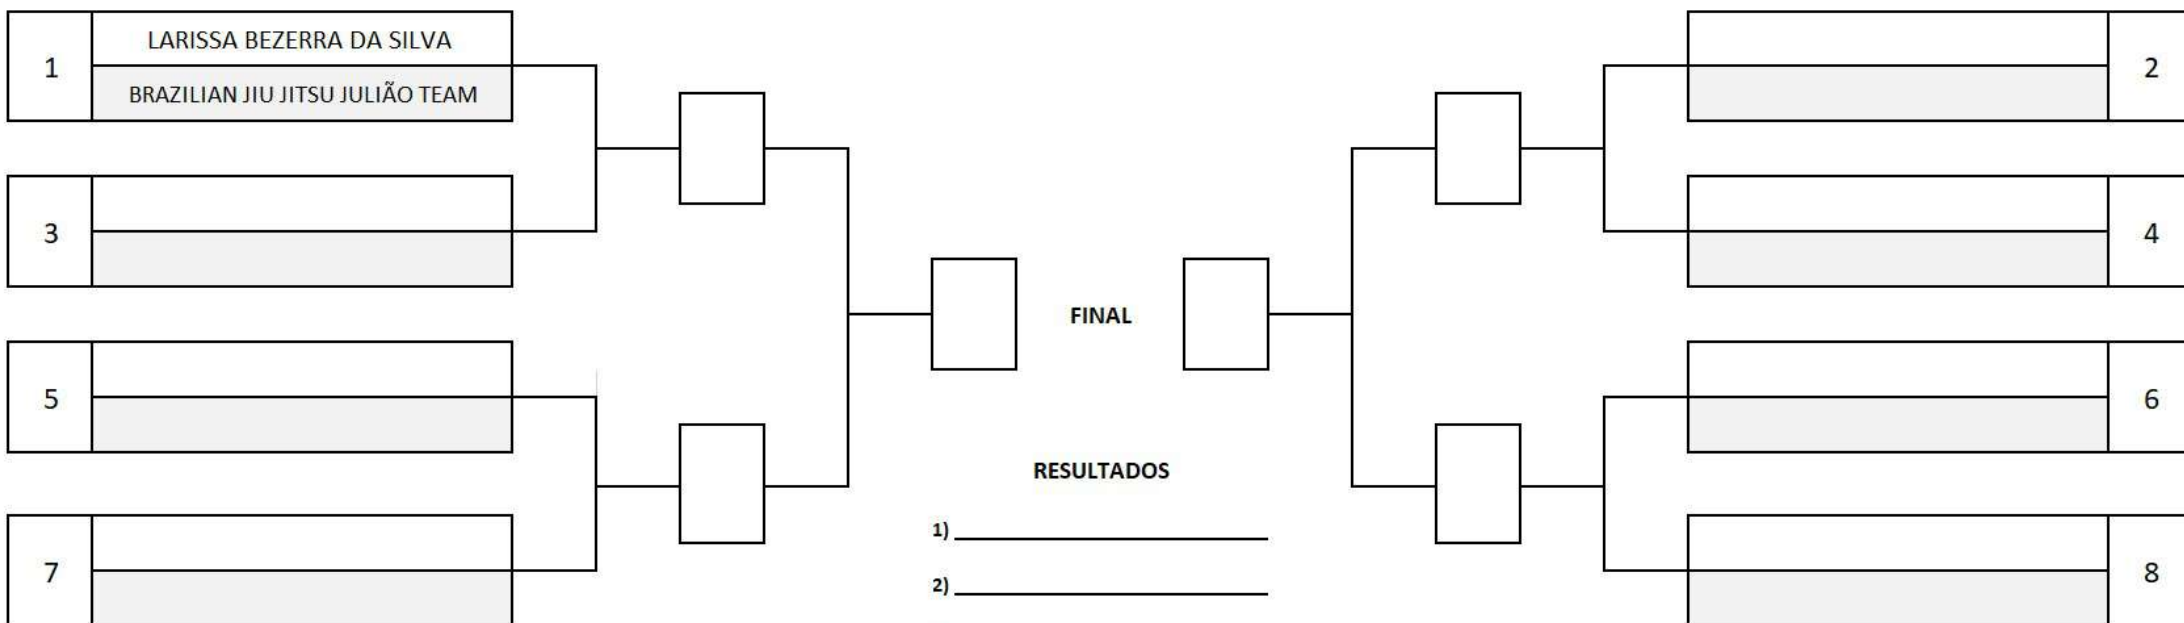 1
LARISSA BEZERRA DA SILVA
BRAZILIAN JIU JITSU JULIÃO TEAM
2
3
4
FINAL
5
6
RESULTADOS
1)
7
8
2)